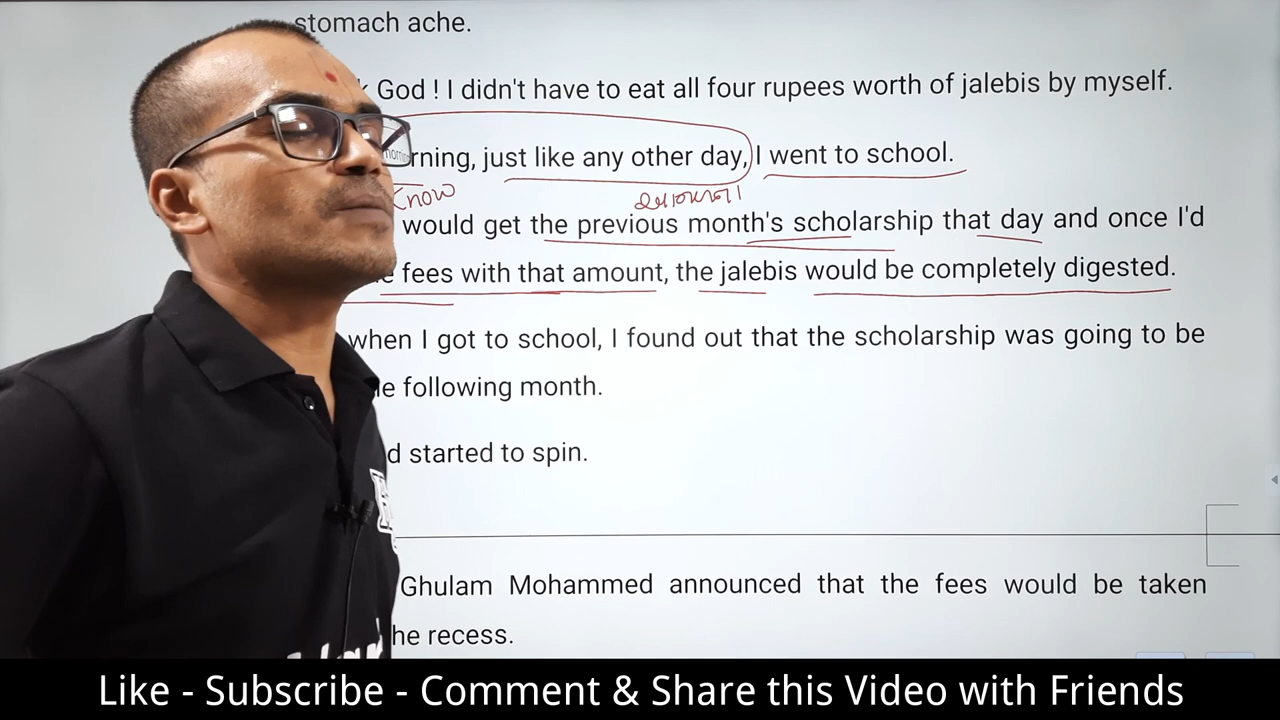 stomach ache.
God ! I didn't have to eat all four rupees worth of jalebis by myself.
rning, just like any other day, I went to school.
know
would get the previous month's scholarship that day and once I'd
fees with that amount, the jalebis would be completely digested.
when I got to school, I found out that the scholarship was going to be
following month.
started to spin.
Ghulam Mohammed announced that the fees would be taken
he recess.
Like - Subscribe - Comment & Share this Video with Friends